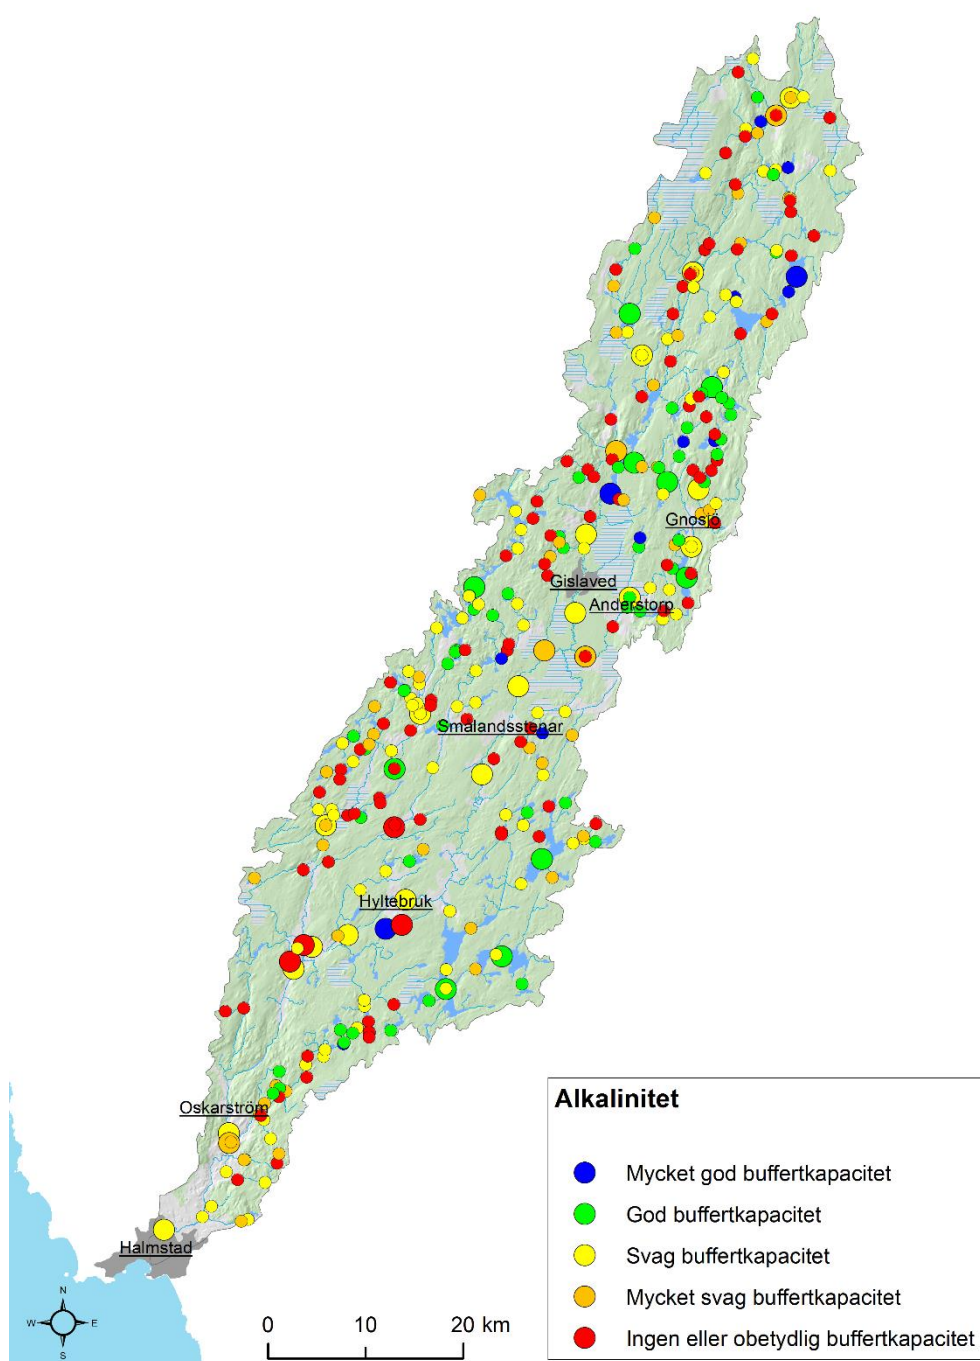 Gnosjö
Gislaved
Anderstorp
Smålandsstenar
Hyltebruk
Oskarström
Halmstad
N
W E
S
0 10 20 km
Alkalinitet
Mycket god buffertkapacitet
God buffertkapacitet
Svag buffertkapacitet
Mycket svag buffertkapacitet
Ingen eller obetydlig buffertkapacitet